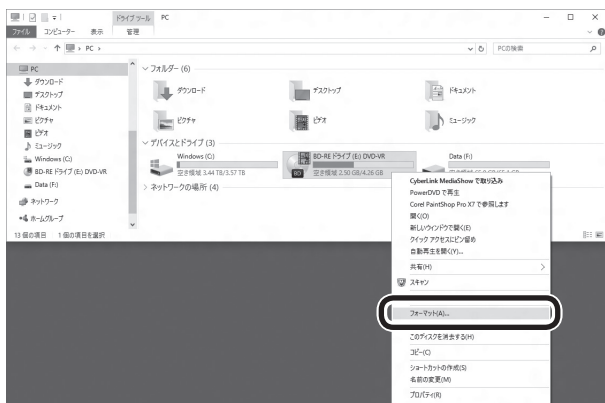 ドライブ ツール PC
ファイル コンピューター 表示 管理
PC PCの検索
PC
ダウンロード
デスクトップ
ドキュメント
ピクチャ
ビデオ
ミュージック
Windows (C:)
BD-RE ドライブ (E:) DVD-VR
Data (F:)
ネットワーク
ホームグループ
フォルダー (6)
ダウンロード デスクトップ ドキュメント
ピクチャ ビデオ ミュージック
デバイスとドライブ (3)
Windows (C:) BD-RE ドライブ (E:) DVD-VR Data (F:)
空き領域 3.44 TB/3.57 TB 空き領域 2.50 GB/4.26 GB
BD
ネットワークの場所 (4)
CyberLink MediaShow で取り込み
PowerDVD で再生
Corel PaintShop Pro X7 で参照します
開く(O)
新しいウィンドウで開く(E)
クイック アクセスにピン留め
自動再生を開く(Y)...
共有(H)
スキャン
フォーマット(A)...
このディスクを消去する(H)
コピー(C)
ショートカットの作成(S)
名前の変更(M)
プロパティ(R)
13 個の項目 1 個の項目を選択